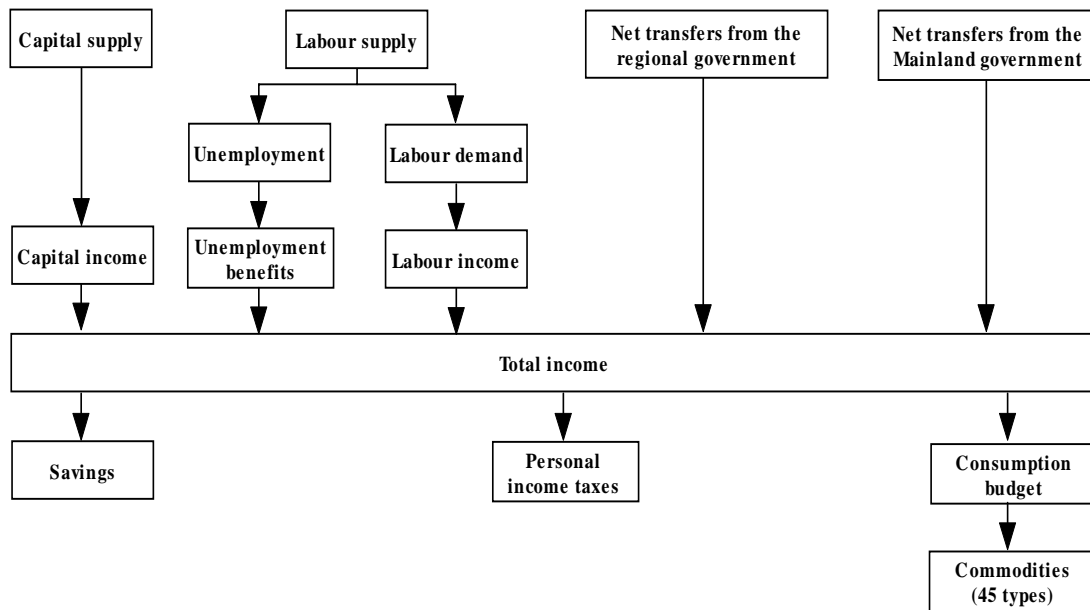 Capital supply
Labour supply
Net transfers from the
regional government
Net transfers from the
Mainland government
Unemployment
Labour demand
Capital income
Unemployment
benefits
Labour income
Total income
Savings
Personal
income taxes
Consumption
budget
Commodities
(45 types)